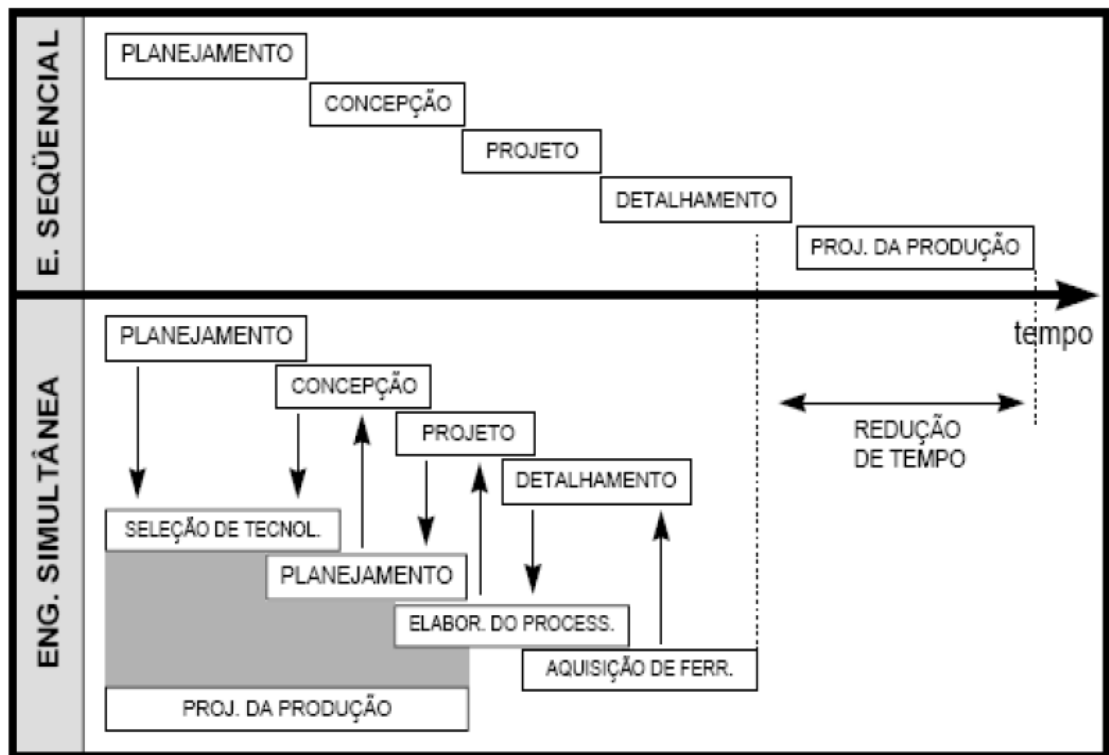 E. SEQÜENCIAL
PLANEJAMENTO
CONCEPÇÃO
PROJETO
DETALHAMENTO
PROJ. DA PRODUÇÃO
tempo
ENG. SIMULTÂNEA
PLANEJAMENTO
CONCEPÇÃO
PROJETO
DETALHAMENTO
REDUÇÃO
DE TEMPO
SELEÇÃO DE TECNOL.
PLANEJAMENTO
ELABOR. DO PROCESS.
AQUISIÇÃO DE FERR.
PROJ. DA PRODUÇÃO